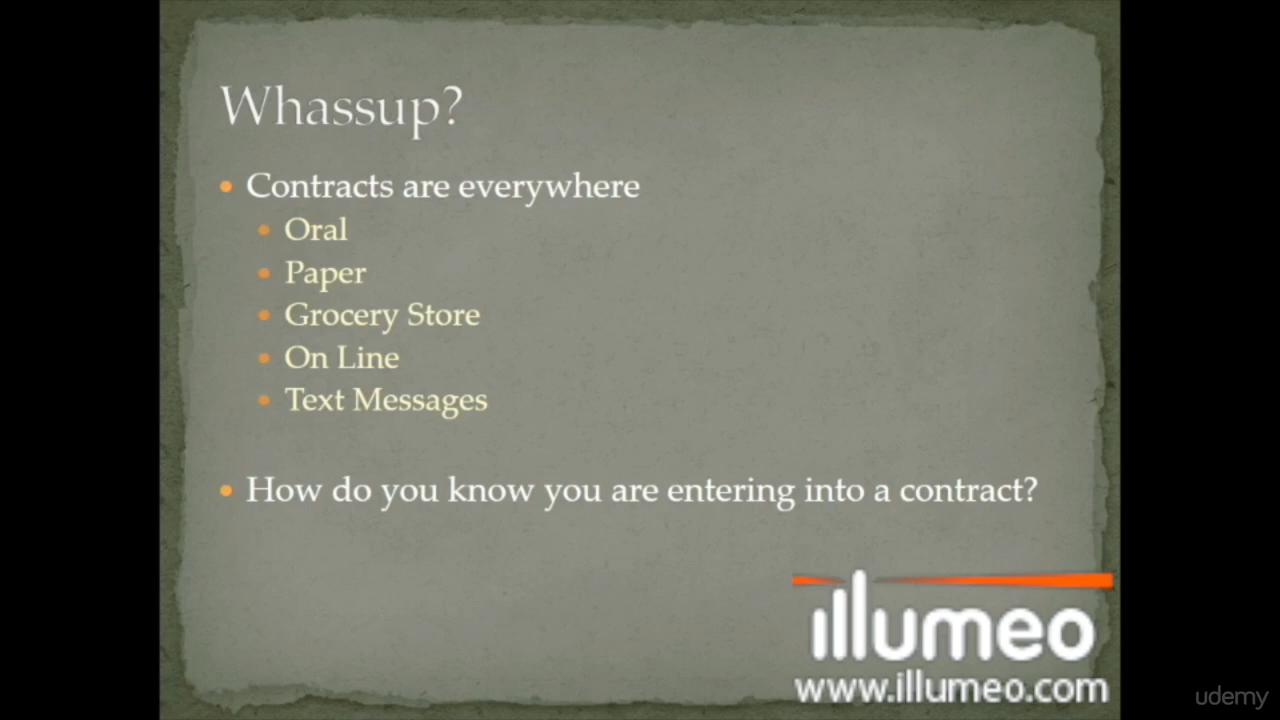 Whassup?
Contracts are everywhere
Oral
Paper
Grocery Store
On Line
Text Messages
How do you know you are entering into a contract?
illumeo
www.illumeo.com
udemy